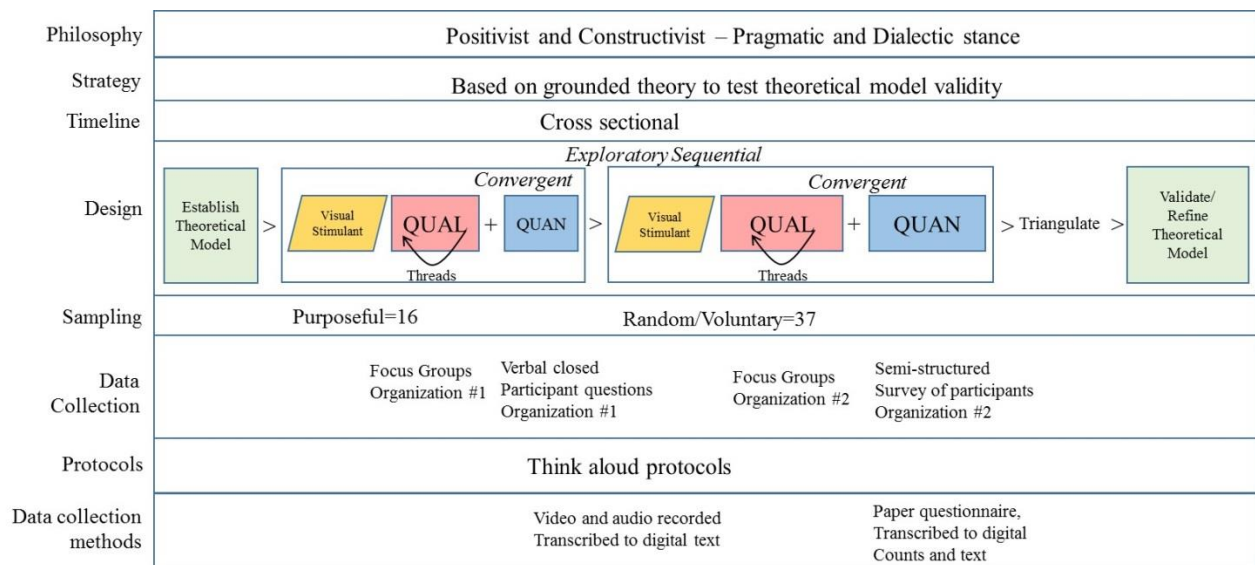 Philosophy
Positivist and Constructivist – Pragmatic and Dialectic stance
Strategy
Based on grounded theory to test theoretical model validity
Timeline
Cross sectional
Design
Exploratory Sequential
Establish
Theoretical
Model
>
Convergent
Visual
Stimulant
QUAL
+
QUAN
Threads
>
Convergent
Visual
Stimulant
QUAL
+
QUAN
Threads
> Triangulate >
Validate/
Refine
Theoretical
Model
Sampling
Purposeful=16
Random/Voluntary=37
Data
Collection
Focus Groups
Organization #1
Verbal closed
Participant questions
Organization #1
Focus Groups
Organization #2
Semi-structured
Survey of participants
Organization #2
Protocols
Think aloud protocols
Data collection
methods
Video and audio recorded
Transcribed to digital text
Paper questionnaire,
Transcribed to digital
Counts and text